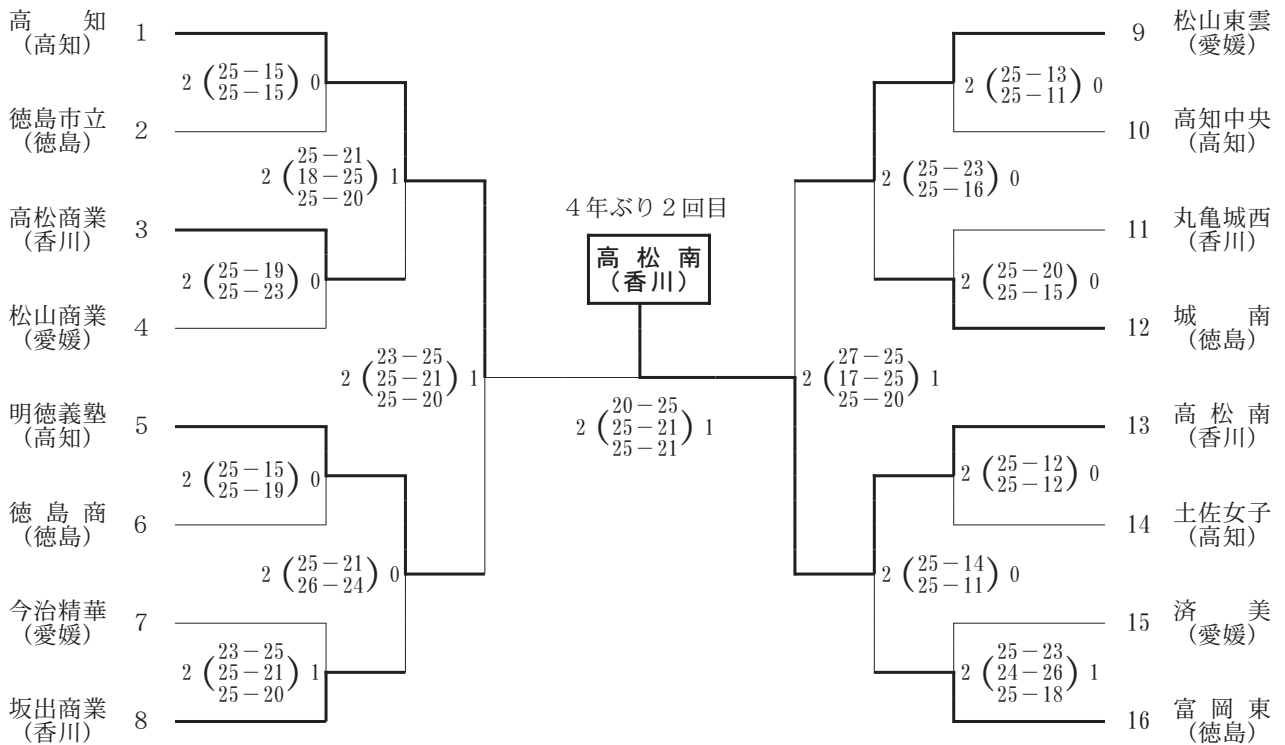 高　知
（高知）
1
2 ( 25－15 25－15 ) 0
徳島市立
（徳島）
2
2 ( 25－21 18－25 25－20 ) 1
高松商業
（香川）
3
2 ( 25－19 25－23 ) 0
松山商業
（愛媛）
4
2 ( 23－25 25－21 25－20 ) 1
明徳義塾
（高知）
5
2 ( 25－15 25－19 ) 0
徳島商
（徳島）
6
2 ( 25－21 26－24 ) 0
今治精華
（愛媛）
7
2 ( 23－25 25－21 25－20 ) 1
坂出商業
（香川）
8
4年ぶり2回目
高松南
（香川）
2 ( 20－25 25－21 25－21 ) 1
9
松山東雲
（愛媛）
2 ( 25－13 25－11 ) 0
10
高知中央
（高知）
2 ( 25－23 25－16 ) 0
11
丸亀城西
（香川）
2 ( 25－20 25－15 ) 0
12
城　南
（徳島）
2 ( 27－25 17－25 25－20 ) 1
13
高松南
（香川）
2 ( 25－12 25－12 ) 0
14
土佐女子
（高知）
2 ( 25－14 25－11 ) 0
15
済　美
（愛媛）
2 ( 25－23 24－26 25－18 ) 1
16
富岡東
（徳島）